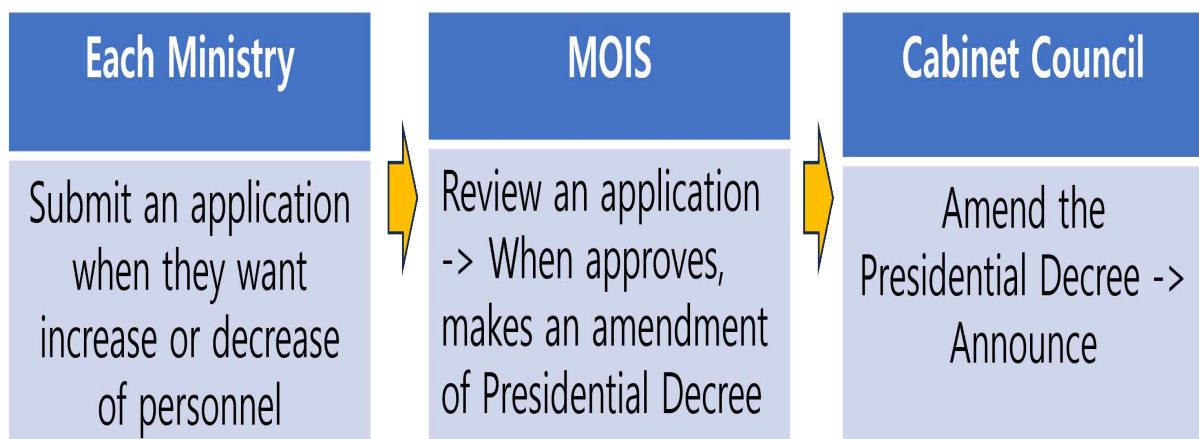 Each Ministry
Submit an application
when they want
increase or decrease
of personnel
MOIS
Review an application
-> When approves,
makes an amendment
of Presidential Decree
Cabinet Council
Amend the
Presidential Decree ->
Announce